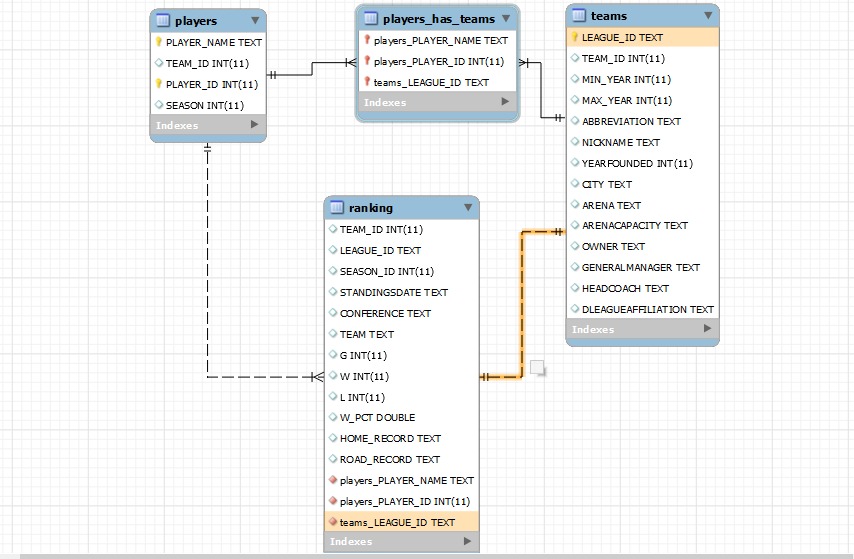 players
PLAYER_NAME TEXT
TEAM_ID INT(11)
PLAYER_ID INT(11)
SEASON INT(11)
Indexes
players_has_teams
players_PLAYER_NAME TEXT
players_PLAYER_ID INT(11)
teams_LEAGUE_ID TEXT
Indexes
teams
LEAGUE_ID TEXT
TEAM_ID INT(11)
MIN_YEAR INT(11)
MAX_YEAR INT(11)
ABBREVIATION TEXT
NICKNAME TEXT
YEARFOUNDED INT(11)
CITY TEXT
ARENA TEXT
ARENACAPACITY TEXT
OWNER TEXT
GENERALMANAGER TEXT
HEADCOACH TEXT
DLEAGUEAFFILIATION TEXT
Indexes
ranking
TEAM_ID INT(11)
LEAGUE_ID TEXT
SEASON_ID INT(11)
STANDINGSDATE TEXT
CONFERENCE TEXT
TEAM TEXT
G INT(11)
W INT(11)
L INT(11)
W_PCT DOUBLE
HOME_RECORD TEXT
ROAD_RECORD TEXT
players_PLAYER_NAME TEXT
players_PLAYER_ID INT(11)
teams_LEAGUE_ID TEXT
Indexes